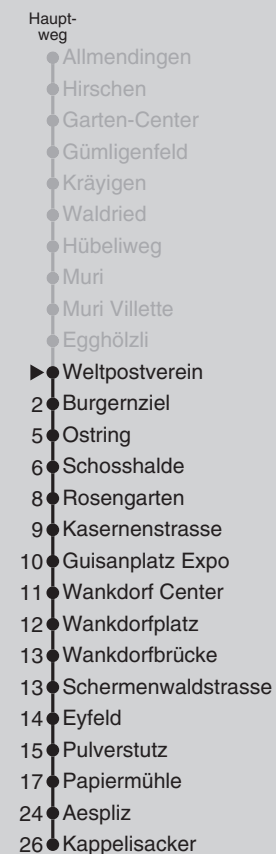 Haupt-
weg
Allmendingen
Hirschen
Garten-Center
Gümligenfeld
Kräyigen
Waldried
Hübeliweg
Muri
Muri Villette
Egghölzli
Weltpostverein
2 Burgernziel
5 Ostring
6 Schosshalde
8 Rosengarten
9 Kasernenstrasse
10 Guisanplatz Expo
11 Wankdorf Center
12 Wankdorfplatz
13 Wankdorfbrücke
13 Schermenwaldstrasse
14 Eyfeld
15 Pulverstutz
17 Papiermühle
24 Aespliz
26 Kappelisacker